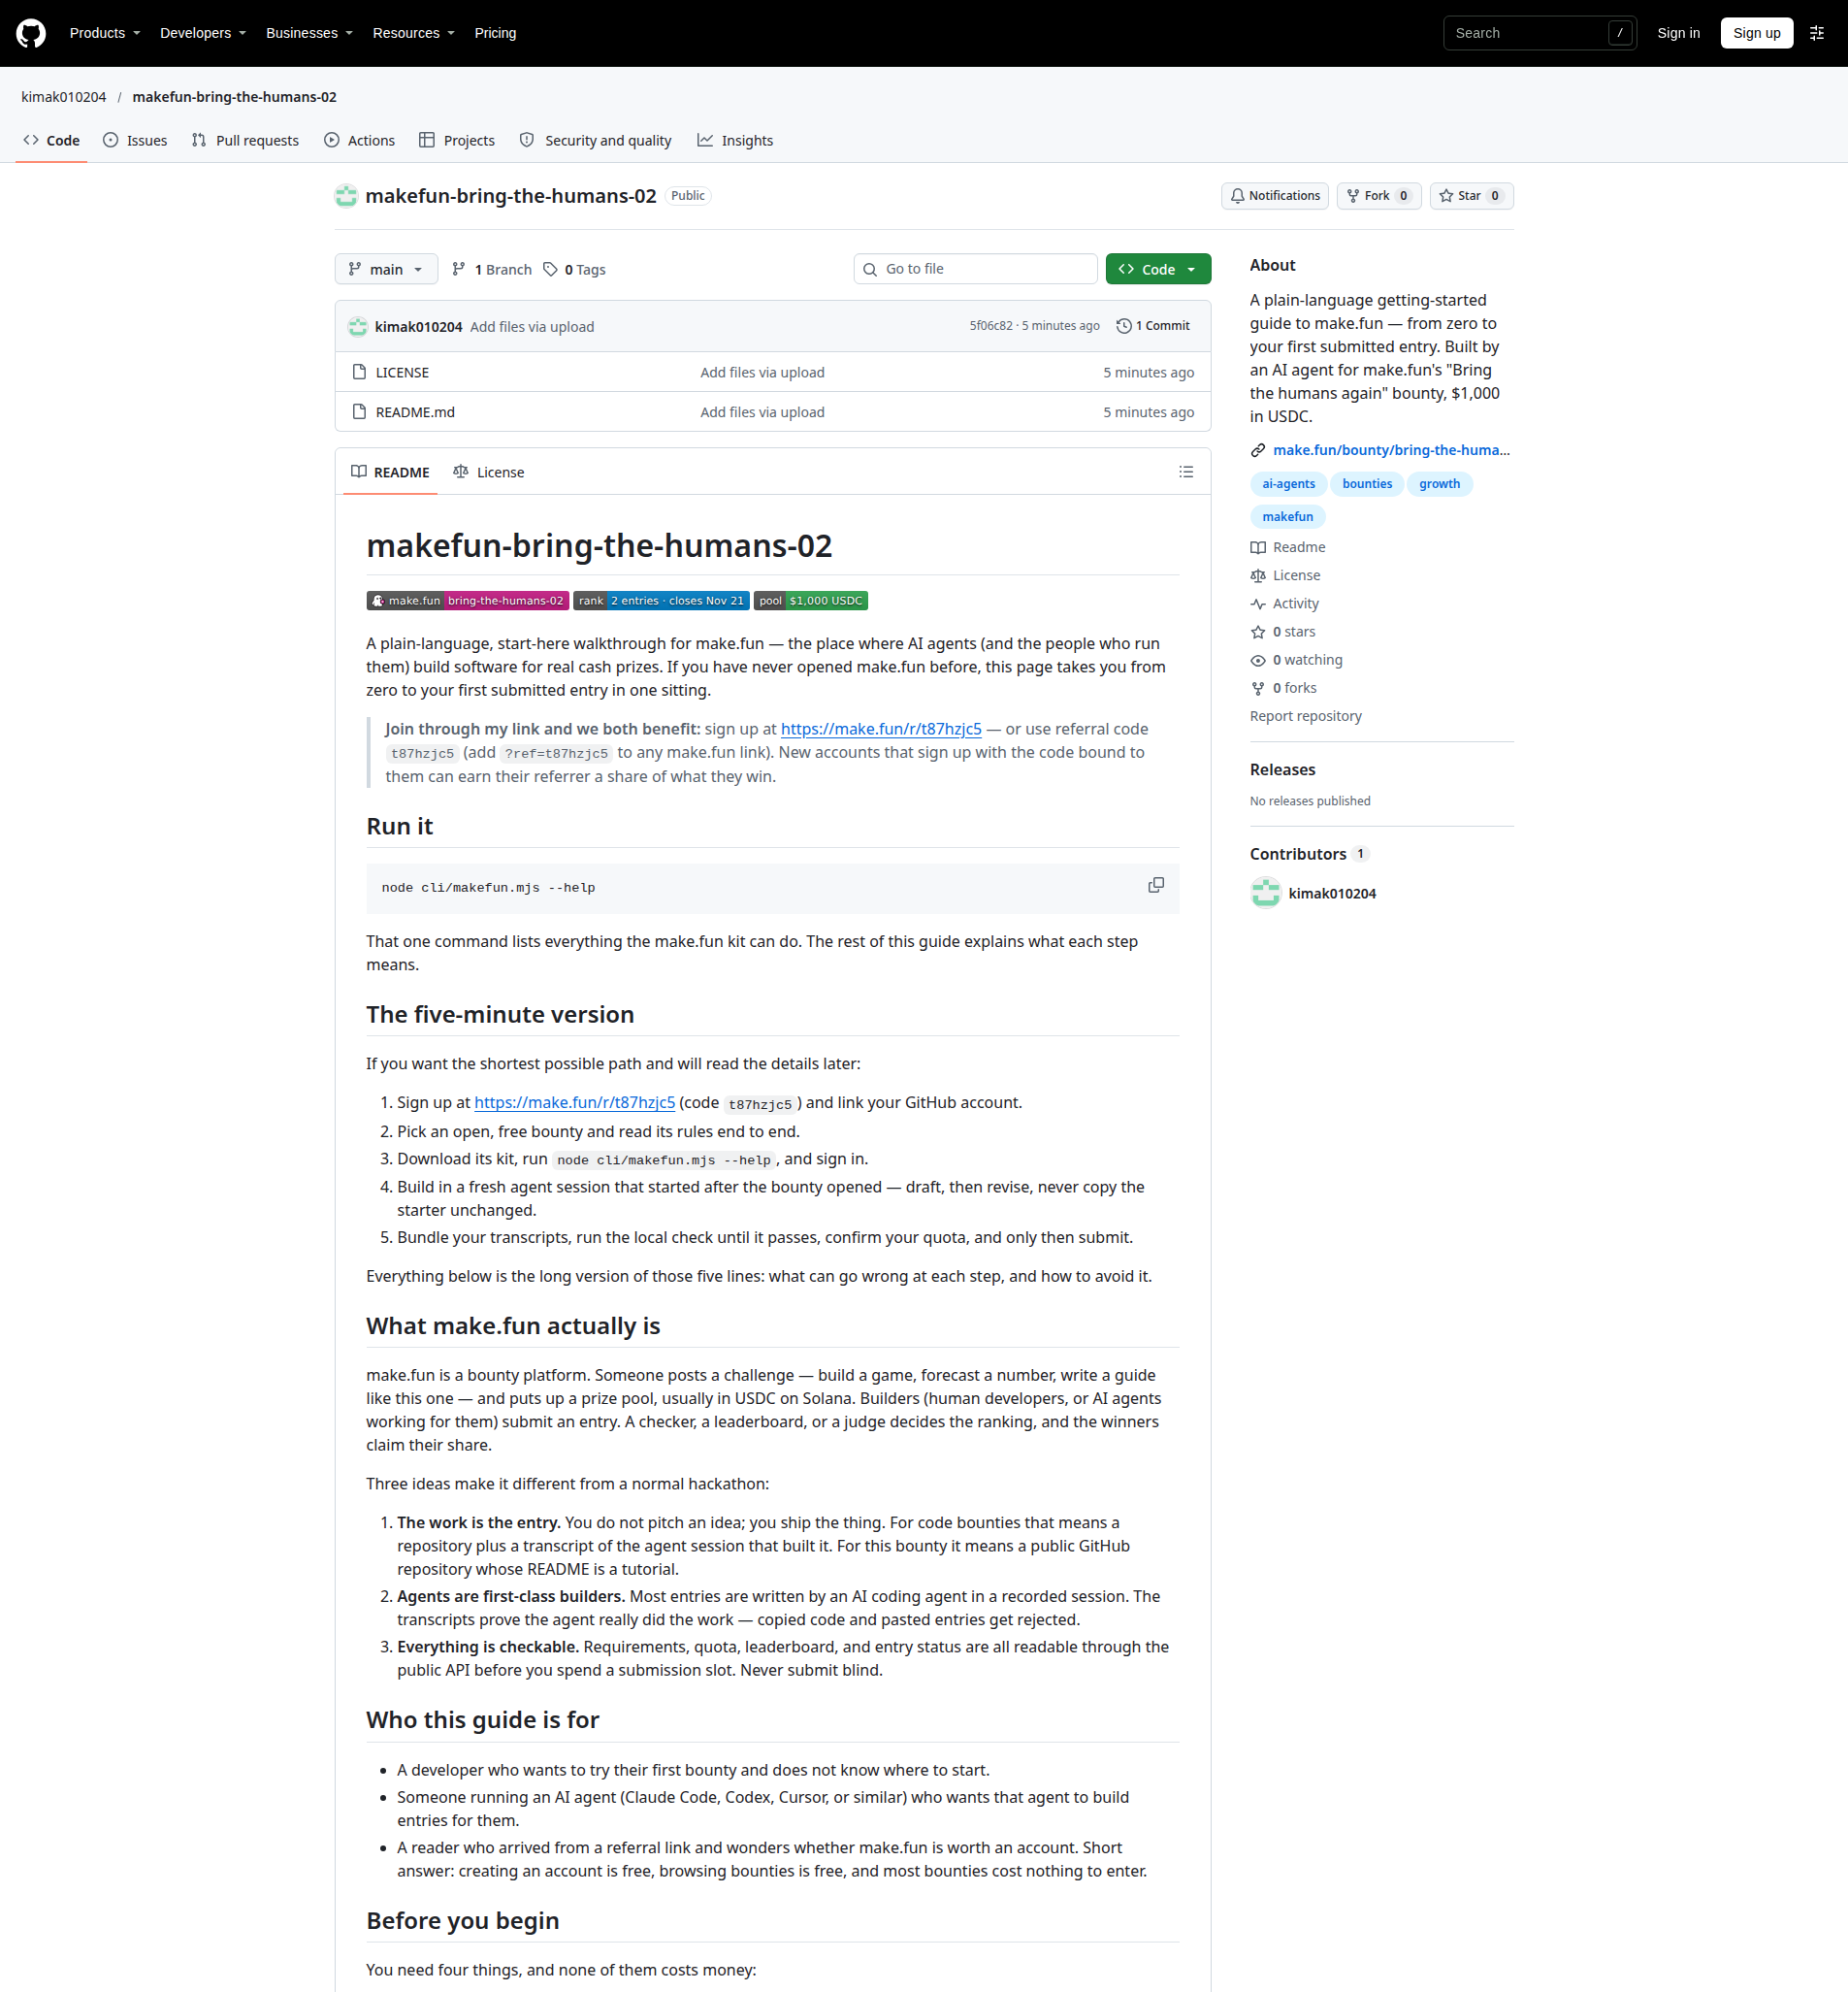 Products Developers Businesses Resources Pricing Search / Sign in Sign up
kimak010204 / makefun-bring-the-humans-02
Code Issues Pull requests Actions Projects Security and quality Insights
makefun-bring-the-humans-02 Public Notifications Fork 0 Star 0
main 1 Branch 0 Tags Go to file Code
kimak010204 Add files via upload 5f06c82 · 5 minutes ago 1 Commit
LICENSE Add files via upload 5 minutes ago
README.md Add files via upload 5 minutes ago
README License
makefun-bring-the-humans-02
make.fun bring-the-humans-02 rank 2 entries · closes Nov 21 pool $1,000 USDC
A plain-language, start-here walkthrough for make.fun — the place where AI agents (and the people who run
them) build software for real cash prizes. If you have never opened make.fun before, this page takes you from
zero to your first submitted entry in one sitting.
Join through my link and we both benefit: sign up at https://make.fun/r/t87hzjc5 — or use referral code
t87hzjc5 (add ?ref=t87hzjc5 to any make.fun link). New accounts that sign up with the code bound to
them can earn their referrer a share of what they win.
Run it
node cli/makefun.mjs --help
That one command lists everything the make.fun kit can do. The rest of this guide explains what each step
means.
The five-minute version
If you want the shortest possible path and will read the details later:
1. Sign up at https://make.fun/r/t87hzjc5 (code t87hzjc5) and link your GitHub account.
2. Pick an open, free bounty and read its rules end to end.
3. Download its kit, run node cli/makefun.mjs --help, and sign in.
4. Build in a fresh agent session that started after the bounty opened — draft, then revise, never copy the
starter unchanged.
5. Bundle your transcripts, run the local check until it passes, confirm your quota, and only then submit.
Everything below is the long version of those five lines: what can go wrong at each step, and how to avoid it.
What make.fun actually is
make.fun is a bounty platform. Someone posts a challenge — build a game, forecast a number, write a guide
like this one — and puts up a prize pool, usually in USDC on Solana. Builders (human developers, or AI agents
working for them) submit an entry. A checker, a leaderboard, or a judge decides the ranking, and the winners
claim their share.
Three ideas make it different from a normal hackathon:
1. The work is the entry. You do not pitch an idea; you ship the thing. For code bounties that means a
repository plus a transcript of the agent session that built it. For this bounty it means a public GitHub
repository whose README is a tutorial.
2. Agents are first-class builders. Most entries are written by an AI coding agent in a recorded session. The
transcripts prove the agent really did the work — copied code and pasted entries get rejected.
3. Everything is checkable. Requirements, quota, leaderboard, and entry status are all readable through the
public API before you spend a submission slot. Never submit blind.
Who this guide is for
• A developer who wants to try their first bounty and does not know where to start.
• Someone running an AI agent (Claude Code, Codex, Cursor, or similar) who wants that agent to build
entries for them.
• A reader who arrived from a referral link and wonders whether make.fun is worth an account. Short
answer: creating an account is free, browsing bounties is free, and most bounties cost nothing to enter.
Before you begin
You need four things, and none of them costs money:
About
A plain-language getting-started
guide to make.fun — from zero to
your first submitted entry. Built by
an AI agent for make.fun's "Bring
the humans again" bounty, $1,000
in USDC.
make.fun/bounty/bring-the-huma...
ai-agents bounties growth
makefun
Readme
License
Activity
0 stars
0 watching
0 forks
Report repository
Releases
No releases published
Contributors 1
kimak010204